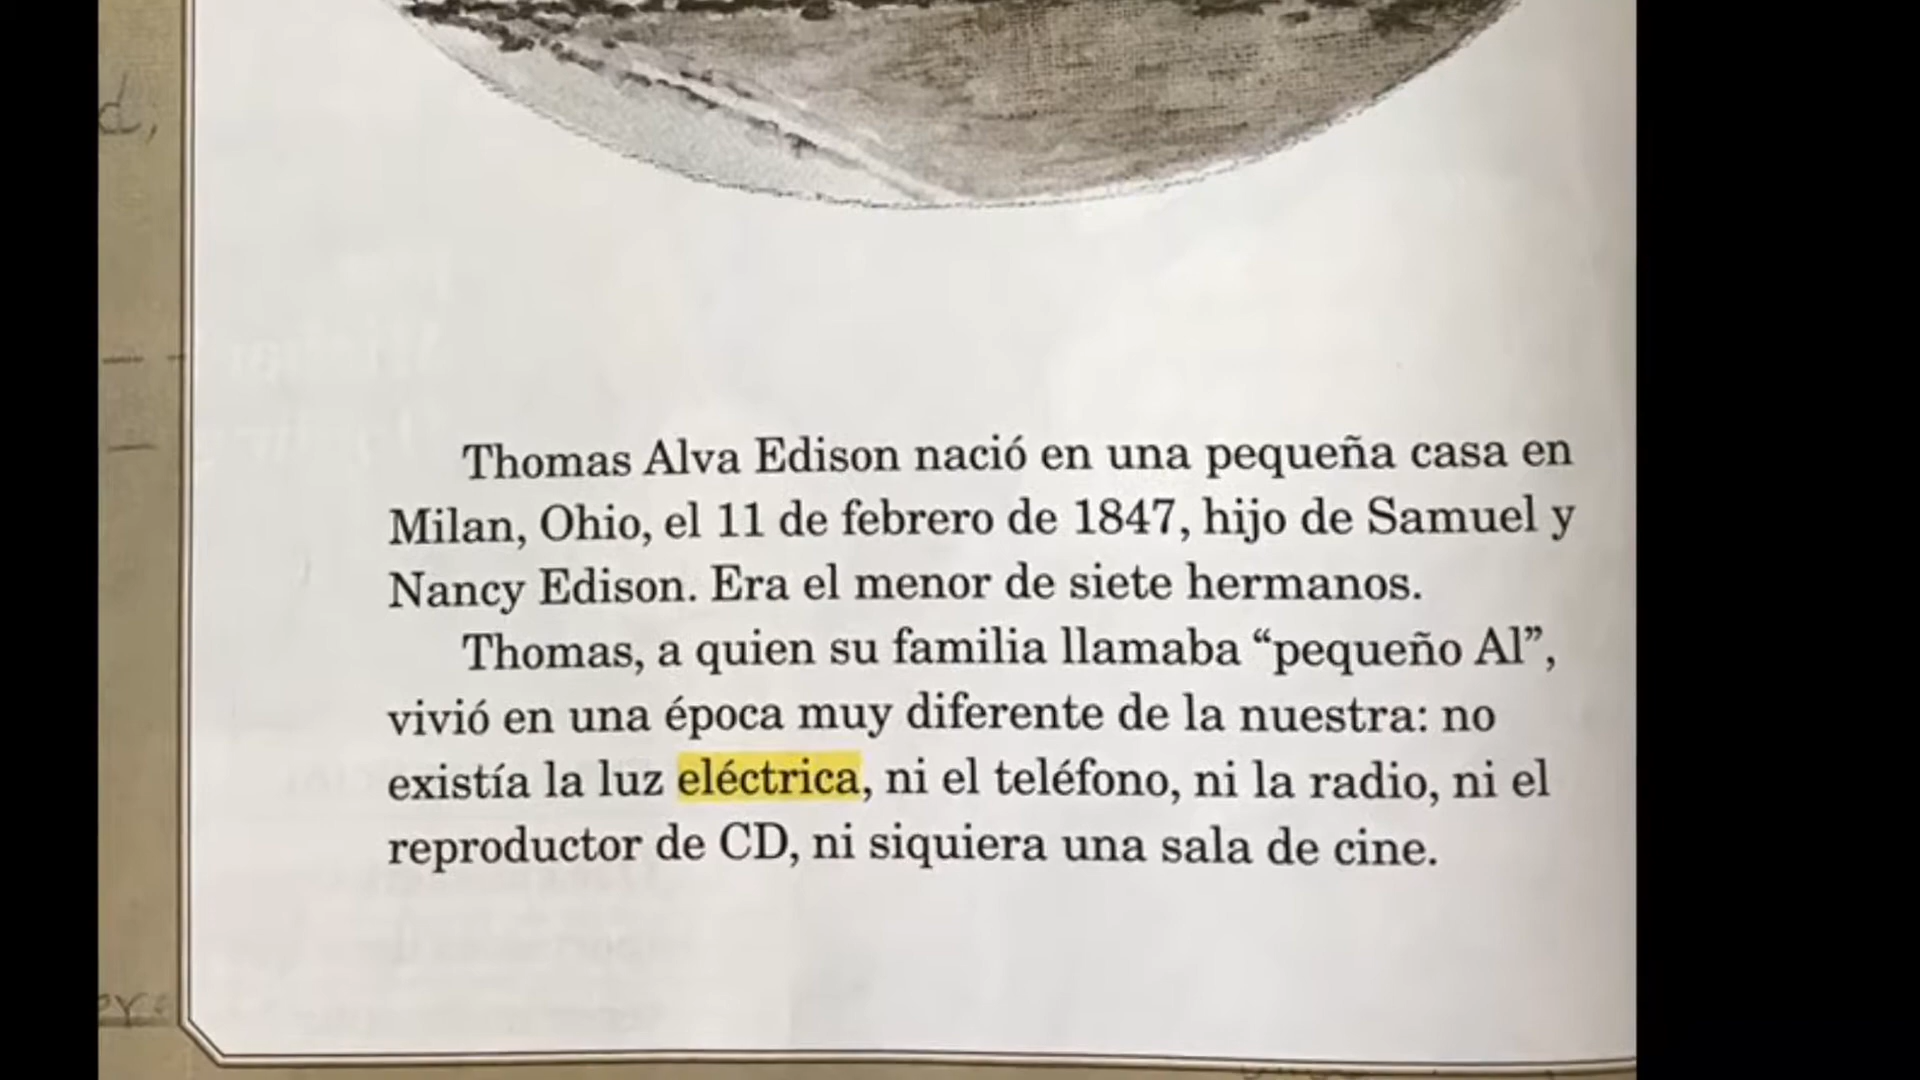 d,
Thomas Alva Edison nació en una pequeña casa en
Milan, Ohio, el 11 de febrero de 1847, hijo de Samuel y
Nancy Edison. Era el menor de siete hermanos.
Thomas, a quien su familia llamaba “pequeño Al”,
vivió en una época muy diferente de la nuestra: no
existía la luz eléctrica, ni el teléfono, ni la radio, ni el
reproductor de CD, ni siquiera una sala de cine.